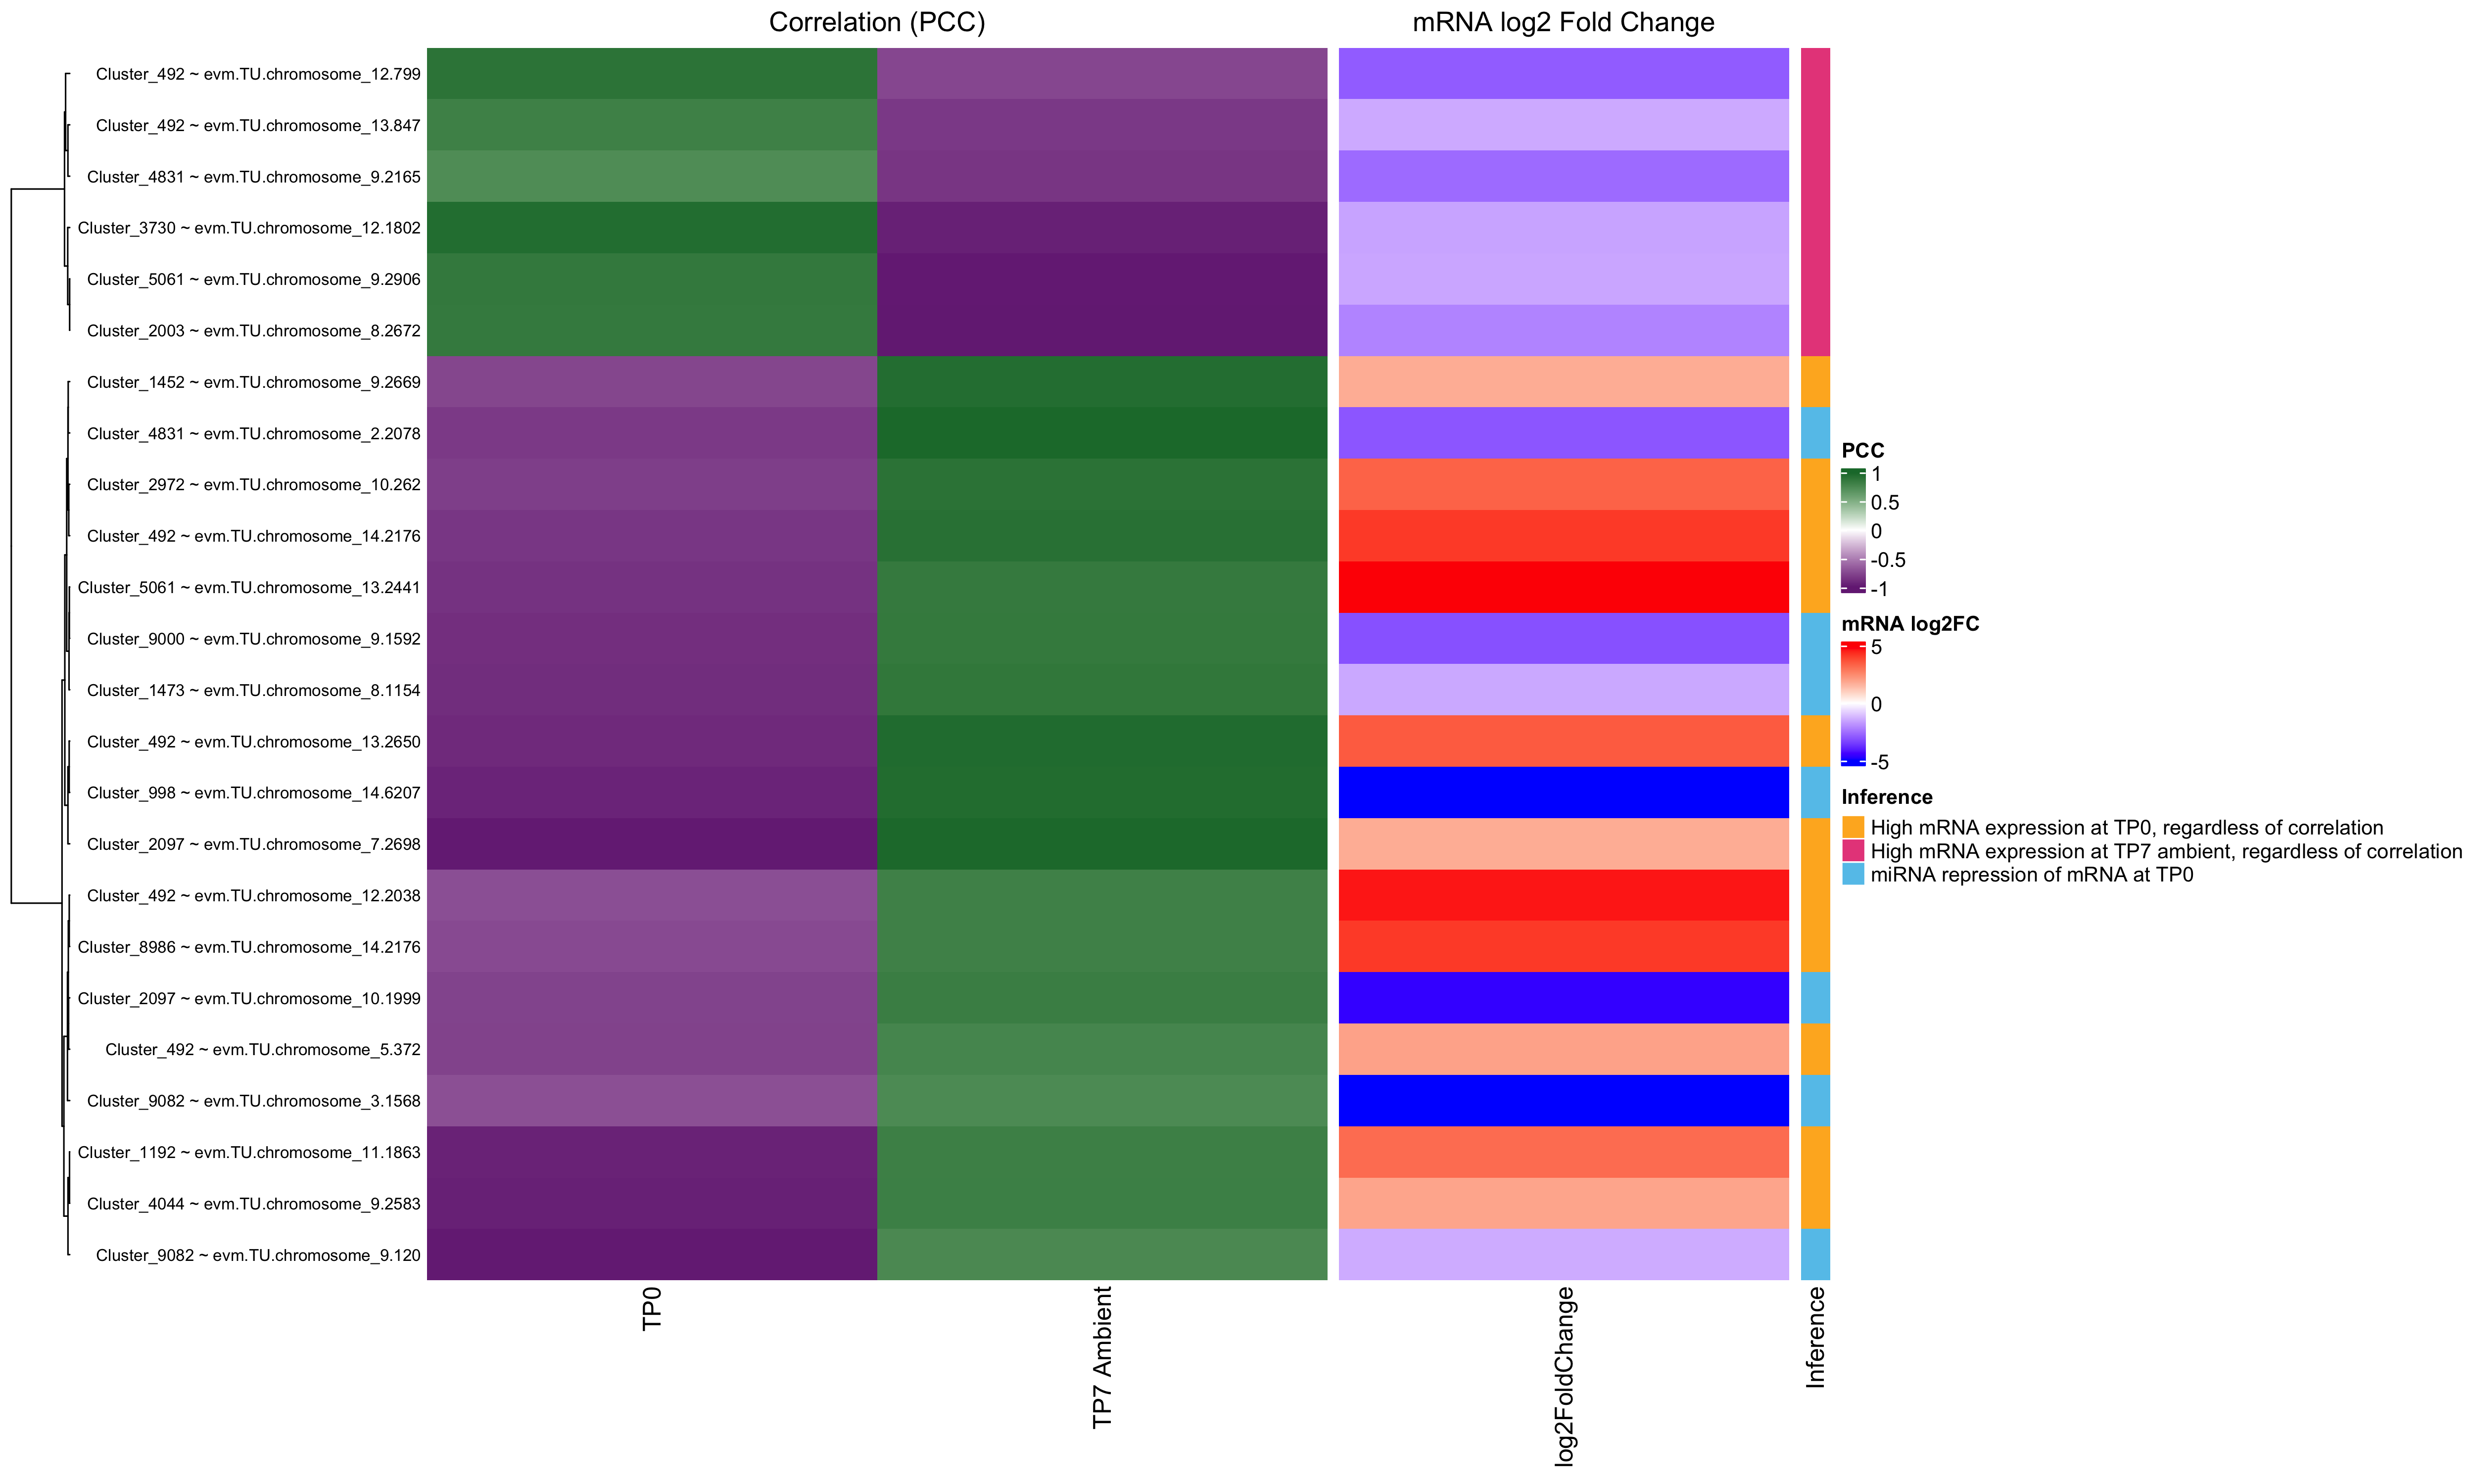 Correlation (PCC)
mRNA log2 Fold Change
Cluster_492 ~ evm.TU.chromosome_12.799
Cluster_492 ~ evm.TU.chromosome_13.847
Cluster_4831 ~ evm.TU.chromosome_9.2165
Cluster_3730 ~ evm.TU.chromosome_12.1802
Cluster_5061 ~ evm.TU.chromosome_9.2906
Cluster_2003 ~ evm.TU.chromosome_8.2672
Cluster_1452 ~ evm.TU.chromosome_9.2669
Cluster_4831 ~ evm.TU.chromosome_2.2078
Cluster_2972 ~ evm.TU.chromosome_10.262
Cluster_492 ~ evm.TU.chromosome_14.2176
Cluster_5061 ~ evm.TU.chromosome_13.2441
Cluster_9000 ~ evm.TU.chromosome_9.1592
Cluster_1473 ~ evm.TU.chromosome_8.1154
Cluster_492 ~ evm.TU.chromosome_13.2650
Cluster_998 ~ evm.TU.chromosome_14.6207
Cluster_2097 ~ evm.TU.chromosome_7.2698
Cluster_492 ~ evm.TU.chromosome_12.2038
Cluster_8986 ~ evm.TU.chromosome_14.2176
Cluster_2097 ~ evm.TU.chromosome_10.1999
Cluster_492 ~ evm.TU.chromosome_5.372
Cluster_9082 ~ evm.TU.chromosome_3.1568
Cluster_1192 ~ evm.TU.chromosome_11.1863
Cluster_4044 ~ evm.TU.chromosome_9.2583
Cluster_9082 ~ evm.TU.chromosome_9.120
TP0
TP7 Ambient
log2FoldChange
Inference
PCC
1
0.5
0
-0.5
-1
mRNA log2FC
5
0
-5
Inference
High mRNA expression at TP0, regardless of correlation
High mRNA expression at TP7 ambient, regardless of correlation
miRNA repression of mRNA at TP0